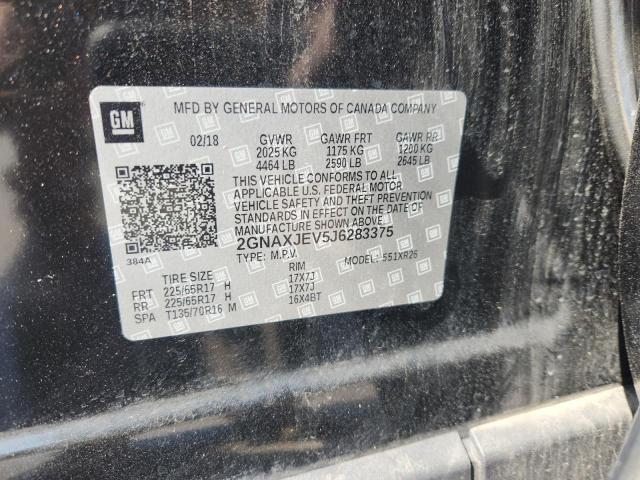 GM
MFD BY GENERAL MOTORS OF CANADA COMPANY
02/18 GVWR GAWR FRT GAWR RR
2025 KG 1175 KG 1200 KG
4464 LB 2590 LB 2645 LB
THIS VEHICLE CONFORMS TO ALL
APPLICABLE U.S. FEDERAL MOTOR
VEHICLE SAFETY AND THEFT PREVENTION
STANDARDS IN EFFECT ON THE DATE OF
MANUFACTURE SHOWN ABOVE.
2GNAXJEV5J6283375
TYPE: M.P.V. MODEL: 551XR26
384A
TIRE SIZE RIM
FRT 225/65R17 H 17X7J
RR 225/65R17 H 17X7J
SPA T135/70R16 M 16X4BT